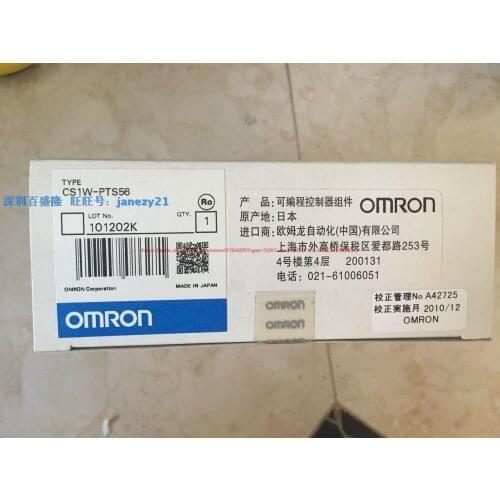 TYPE
CS1W-PTS56
深圳百盛隆 旺旺号：janezy21
LOT No.
QTY.
101202K
1
Ro
OMRON Corporation
MADE IN JAPAN
OMRON
产 品：可编程控制器组件 OMRON
原产地：日本
进口商：欧姆龙自动化(中国)有限公司
上海市外高桥保税区爱都路253号
4号楼第4层 200131
电话：021-61006051
OMRON
OMRON
校正管理No A42725
校正実施月 2010/12
OMRON